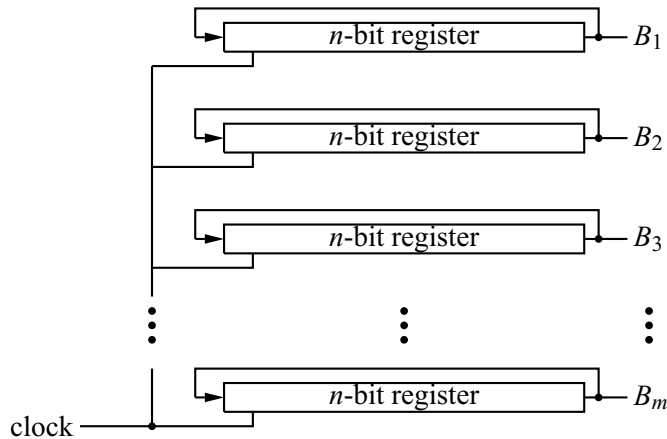 n-bit register B₁
n-bit register B₂
n-bit register B₃
n-bit register Bₘ
clock